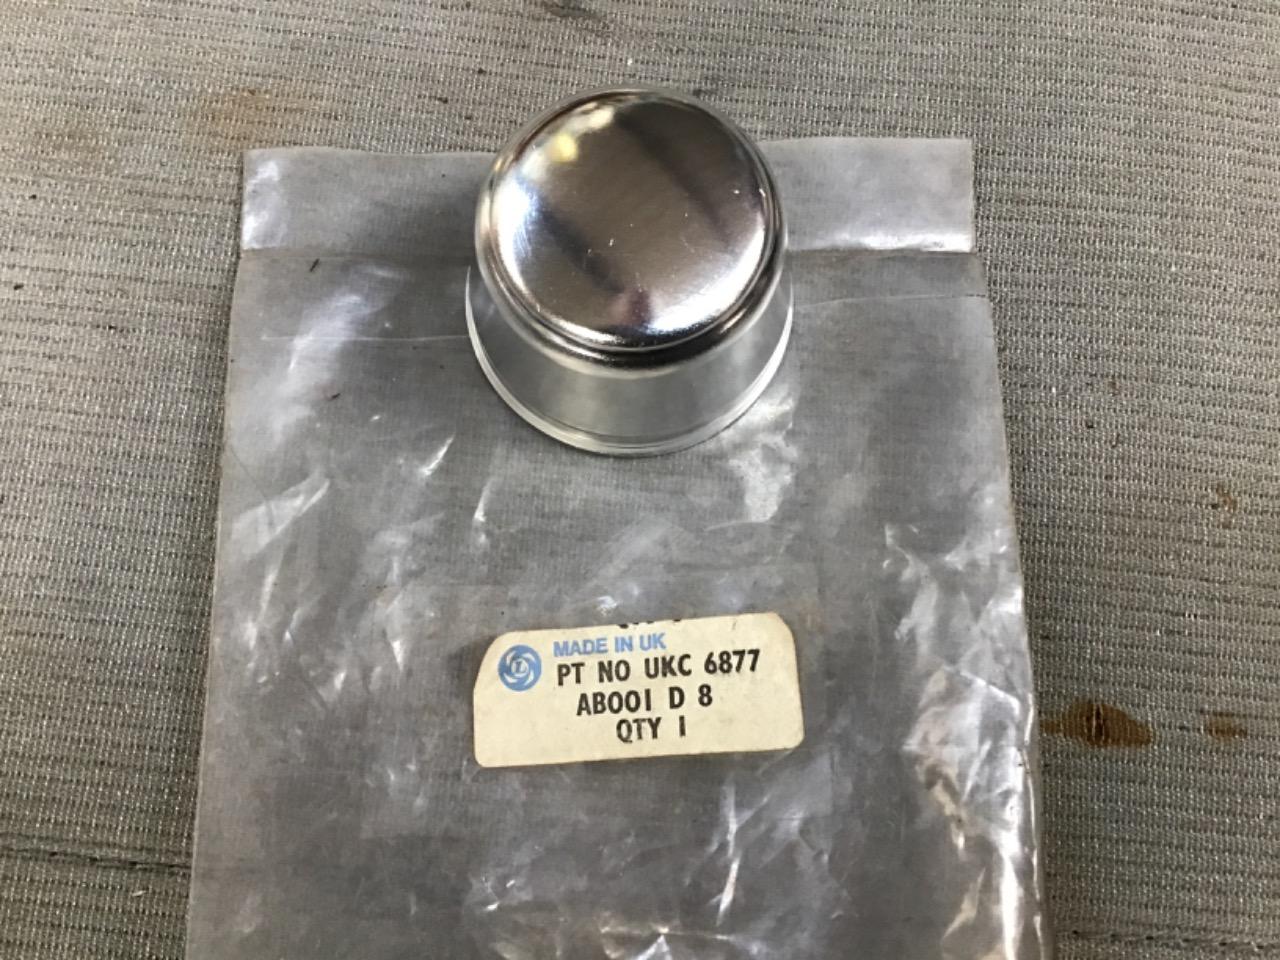 MADE IN UK
L
PT NO UKC 6877
AB001 D 8
QTY 1